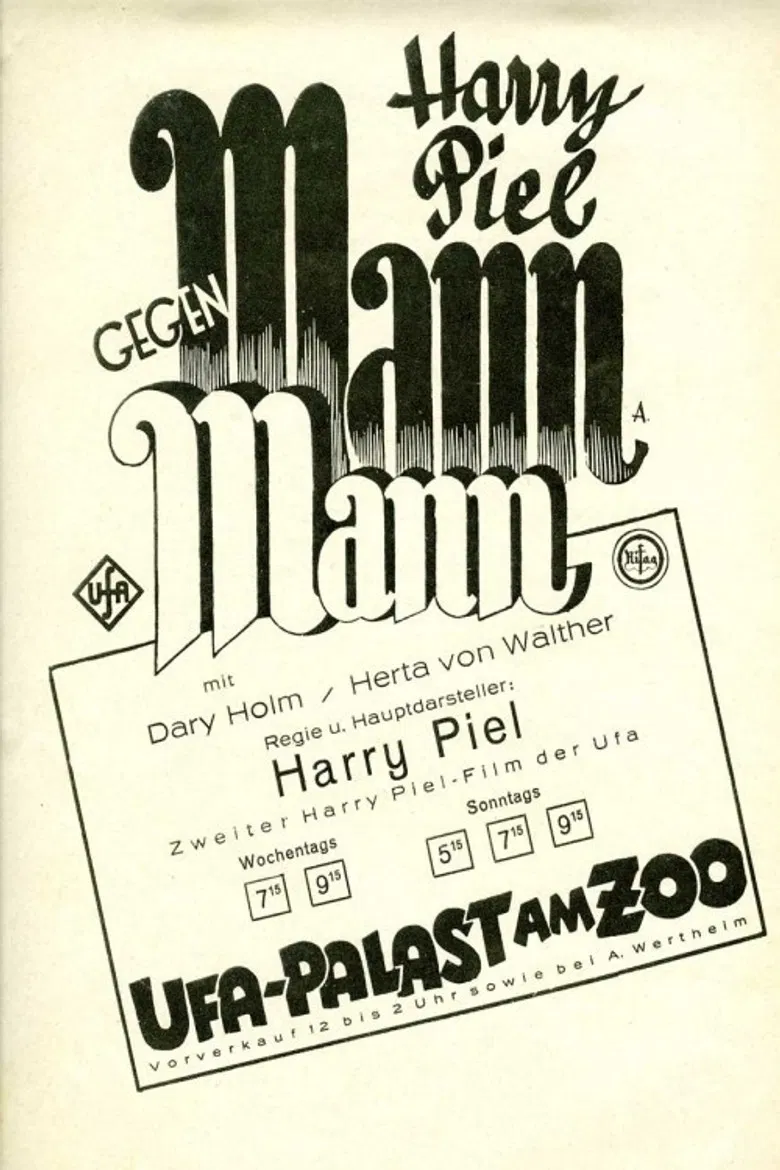 Harry
Piel
Mann
GEGEN
Mann
A.
UfA
Hifag
mit
Dary Holm / Herta von Walther
Regie u. Hauptdarsteller:
Harry Piel
Zweiter Harry Piel-Film der Ufa
Wochentags
7¹⁵ 9¹⁵
Sonntags
5¹⁵ 7¹⁵ 9¹⁵
UFA-PALAST AM ZOO
Vorverkauf 12 bis 2 Uhr sowie bei A. Wertheim